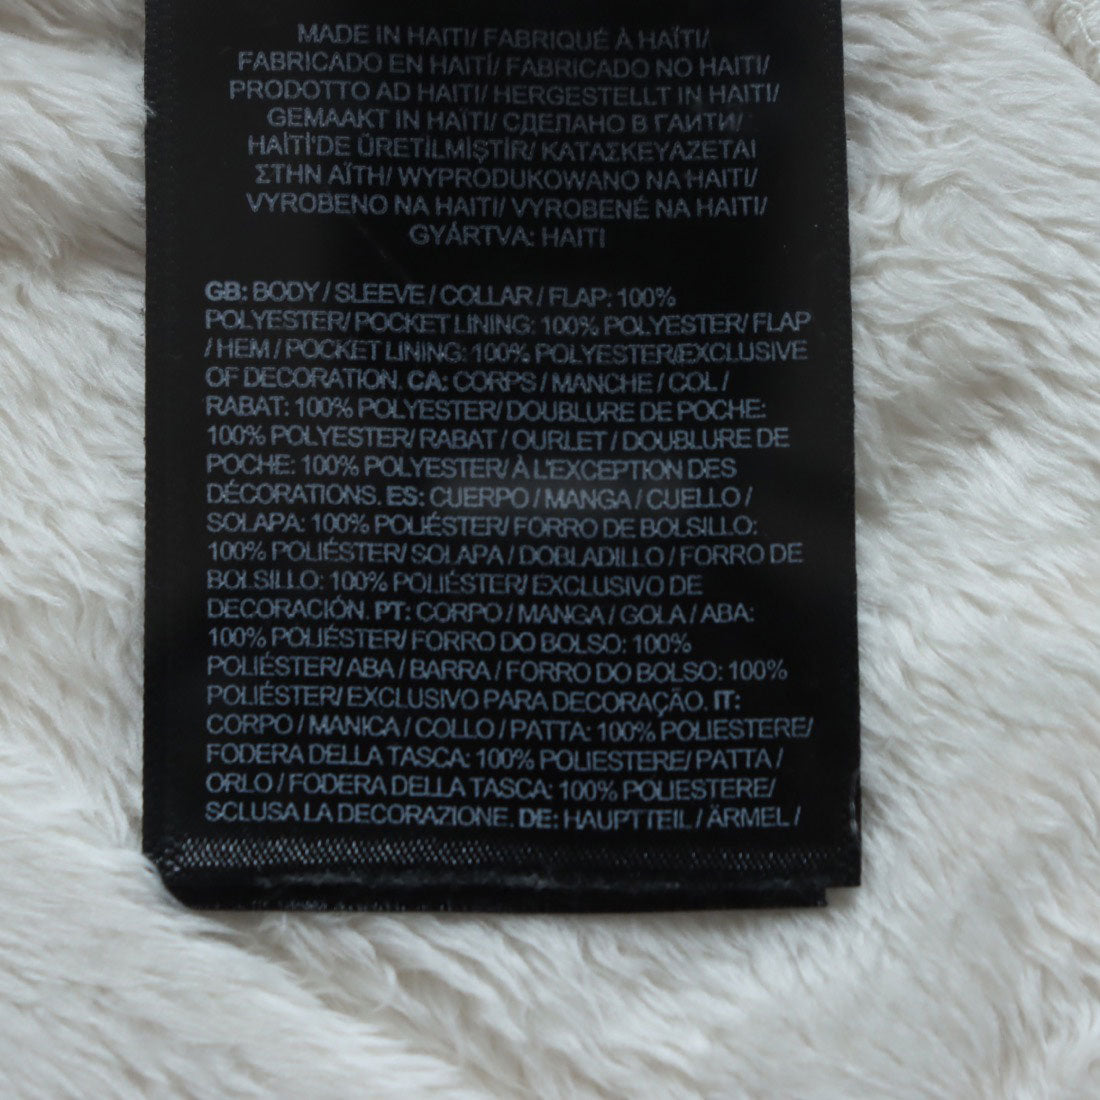 MADE IN HAITI/ FABRIQUÉ À HAÏTI/
FABRICADO EN HAITÍ/ FABRICADO NO HAITI/
PRODOTTO AD HAITI/ HERGESTELLT IN HAITI/
GEMAAKT IN HAITI/ СДЕЛАНО В ГАИТИ/
HAİTİ'DE ÜRETİLMİŞTİR/ ΚΑΤΑΣΚΕΥΑΖΕΤΑΙ
ΣΤΗΝ ΑΪΤΗ/ WYPRODUKOWANO NA HAITI/
VYROBENO NA HAITI/ VYROBENÉ NA HAITI/
GYÁRTVA: HAITI
GB: BODY / SLEEVE / COLLAR / FLAP: 100%
POLYESTER/ POCKET LINING: 100% POLYESTER/ FLAP
/ HEM / POCKET LINING: 100% POLYESTER/EXCLUSIVE
OF DECORATION. CA: CORPS / MANCHE / COL /
RABAT: 100% POLYESTER/ DOUBLURE DE POCHE:
100% POLYESTER/ RABAT / OURLET / DOUBLURE DE
POCHE: 100% POLYESTER/ À L'EXCEPTION DES
DÉCORATIONS. ES: CUERPO / MANGA / CUELLO /
SOLAPA: 100% POLIÉSTER/ FORRO DE BOLSILLO:
100% POLIÉSTER/ SOLAPA / DOBLADILLO / FORRO DE
BOLSILLO: 100% POLIÉSTER/ EXCLUSIVO DE
DECORACIÓN. PT: CORPO / MANGA / GOLA / ABA:
100% POLIÉSTER/ FORRO DO BOLSO: 100%
POLIÉSTER/ ABA / BARRA / FORRO DO BOLSO: 100%
POLIÉSTER/ EXCLUSIVO PARA DECORAÇÃO. IT:
CORPO / MANICA / COLLO / PATTA: 100% POLIESTERE/
FODERA DELLA TASCA: 100% POLIESTERE/ PATTA /
ORLO / FODERA DELLA TASCA: 100% POLIESTERE/
SCLUSA LA DECORAZIONE. DE: HAUPTTEIL / ÄRMEL /